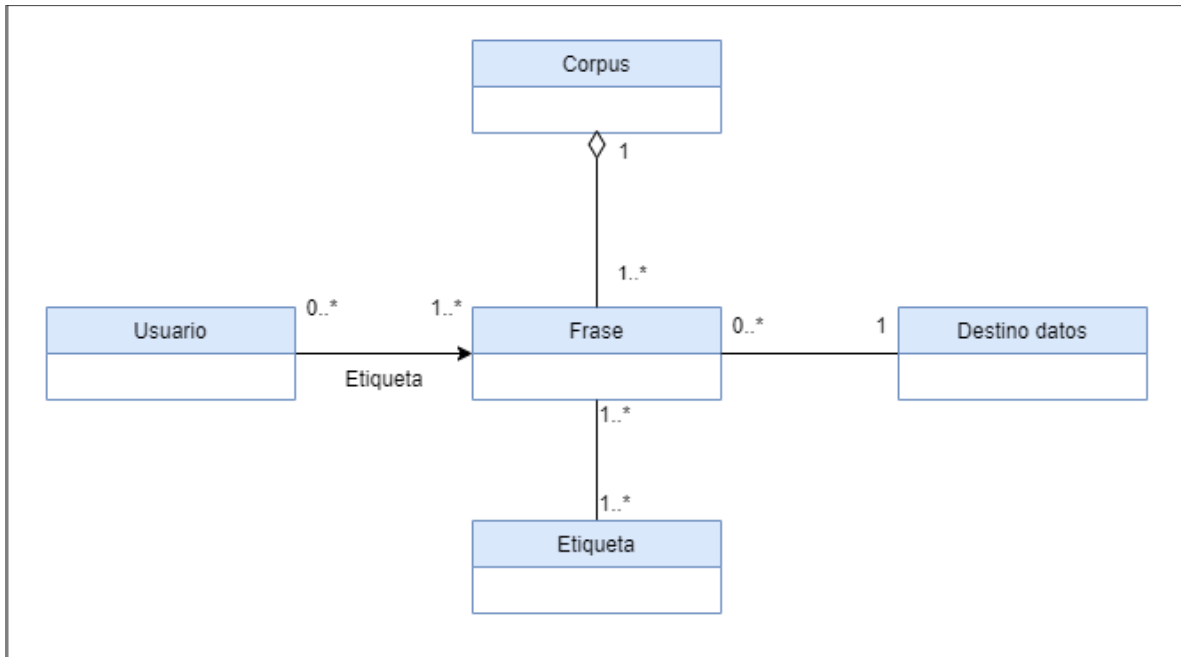 Corpus
1
1..*
0..*
1..*
Usuario
Frase
0..*
1
Destino datos
Etiqueta
1..*
1..*
Etiqueta